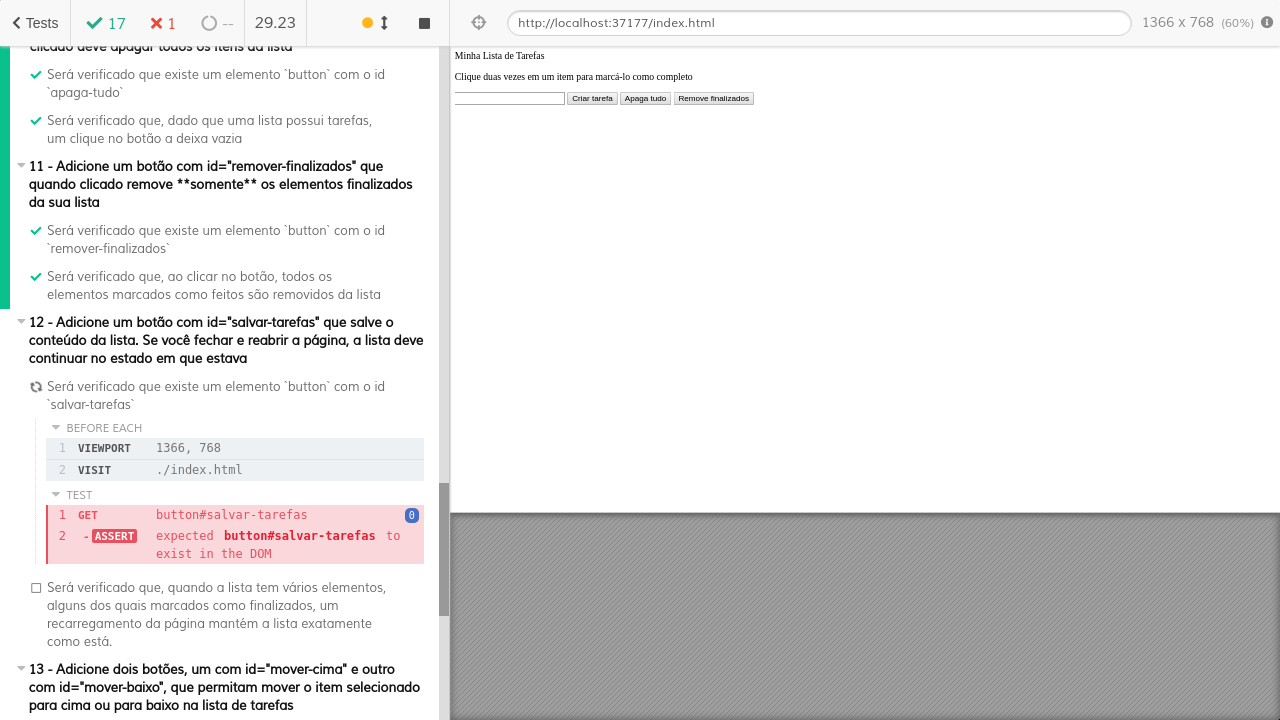 Tests
17
1
--
29.23
http://localhost:37177/index.html
1366 x 768 (60%)
clicado deve apagar todos os itens da lista
Será verificado que existe um elemento `button` com o id
`apaga-tudo`
Será verificado que, dado que uma lista possui tarefas,
um clique no botão a deixa vazia
11 - Adicione um botão com id="remover-finalizados" que
quando clicado remove **somente** os elementos finalizados
da sua lista
Será verificado que existe um elemento `button` com o id
`remover-finalizados`
Será verificado que, ao clicar no botão, todos os
elementos marcados como feitos são removidos da lista
12 - Adicione um botão com id="salvar-tarefas" que salve o
conteúdo da lista. Se você fechar e reabrir a página, a lista deve
continuar no estado em que estava
Será verificado que existe um elemento `button` com o id
`salvar-tarefas`
BEFORE EACH
1 VIEWPORT 1366, 768
2 VISIT ./index.html
TEST
1 GET button#salvar-tarefas 0
2 -ASSERT expected button#salvar-tarefas to
exist in the DOM
Será verificado que, quando a lista tem vários elementos,
alguns dos quais marcados como finalizados, um
recarregamento da página mantém a lista exatamente
como está.
13 - Adicione dois botões, um com id="mover-cima" e outro
com id="mover-baixo", que permitam mover o item selecionado
para cima ou para baixo na lista de tarefas
Minha Lista de Tarefas
Clique duas vezes em um item para marcá-lo como completo
Criar tarefa Apaga tudo Remove finalizados